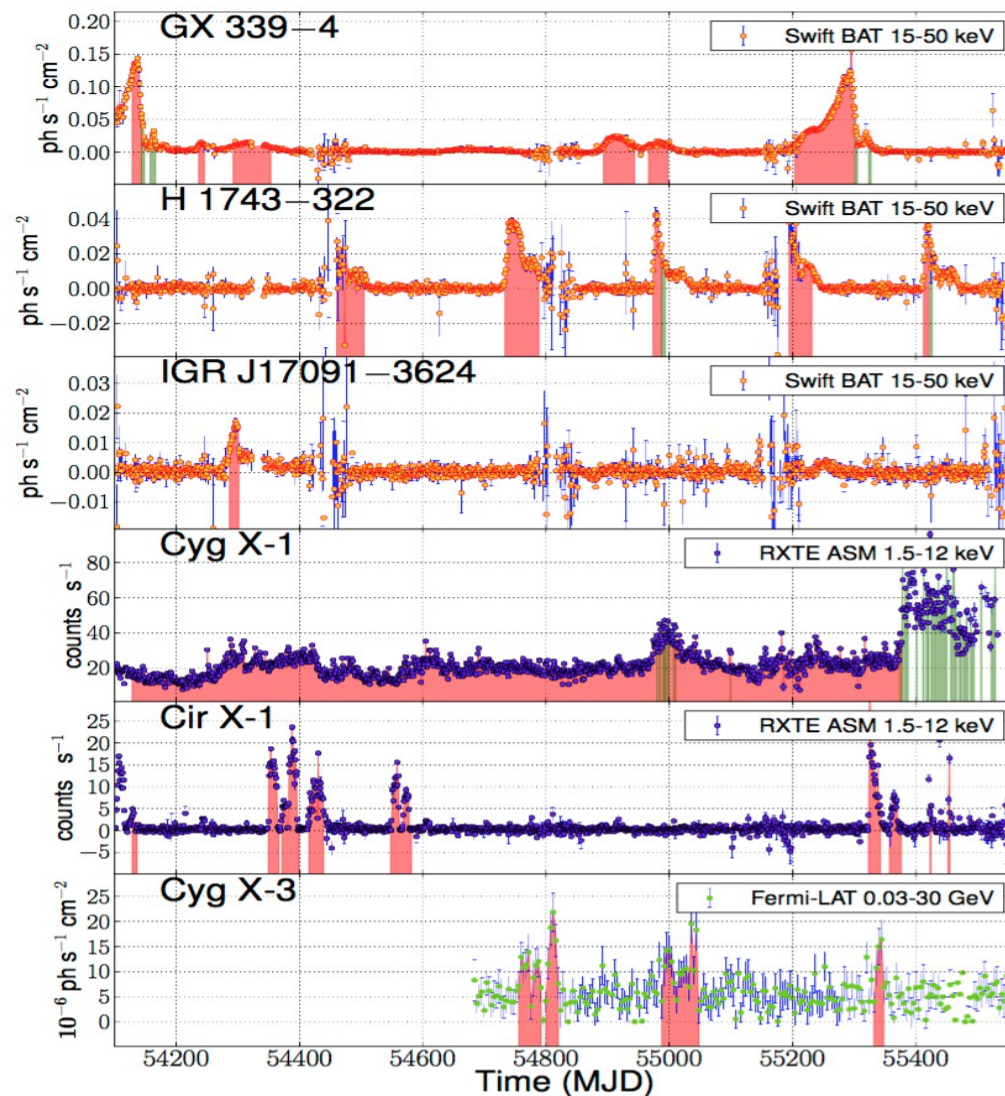 GX 339−4
Swift BAT 15-50 keV
0.20
0.15
0.10
0.05
0.00
ph s⁻¹ cm⁻²
H 1743−322
Swift BAT 15-50 keV
0.04
0.02
0.00
−0.02
ph s⁻¹ cm⁻²
IGR J17091−3624
Swift BAT 15-50 keV
0.03
0.02
0.01
0.00
−0.01
ph s⁻¹ cm⁻²
Cyg X-1
RXTE ASM 1.5-12 keV
80
60
40
20
counts s⁻¹
Cir X-1
RXTE ASM 1.5-12 keV
25
20
15
10
5
0
−5
counts s⁻¹
Cyg X-3
Fermi-LAT 0.03-30 GeV
25
20
15
10
5
0
10⁻⁶ ph s⁻¹ cm⁻²
54200 54400 54600 54800 55000 55200 55400
Time (MJD)